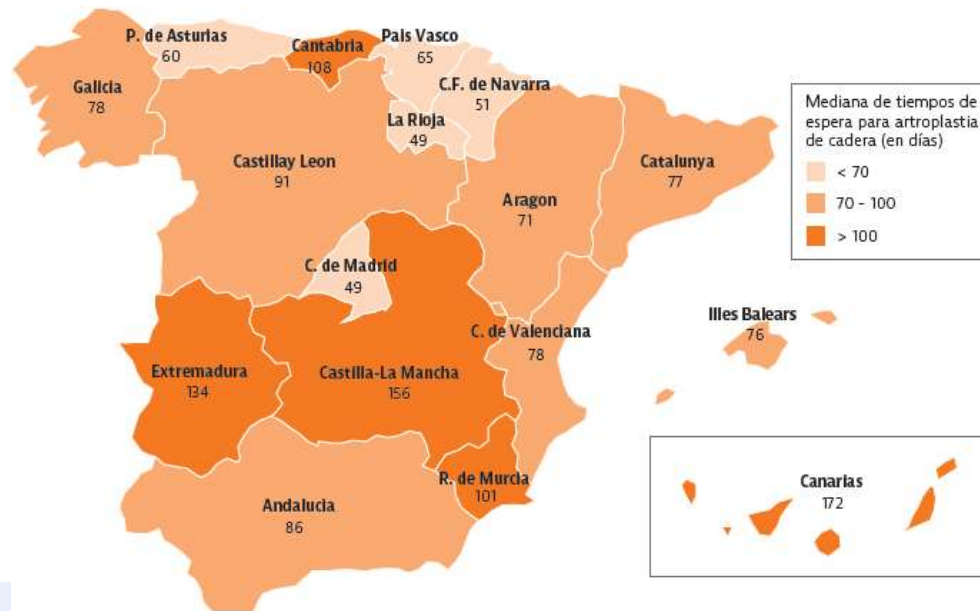 P. de Asturias
60
Cantabria
108
Pais Vasco
65
C.F. de Navarra
51
Galicia
78
La Rioja
49
Castillay Leon
91
Aragon
71
Catalunya
77
C. de Madrid
49
C. de Valenciana
78
Illes Balears
76
Extremadura
134
Castilla-La Mancha
156
R. de Murcia
101
Andalucia
86
Canarias
172
Mediana de tiempos de
espera para artroplastia
de cadera (en días)
< 70
70 - 100
> 100